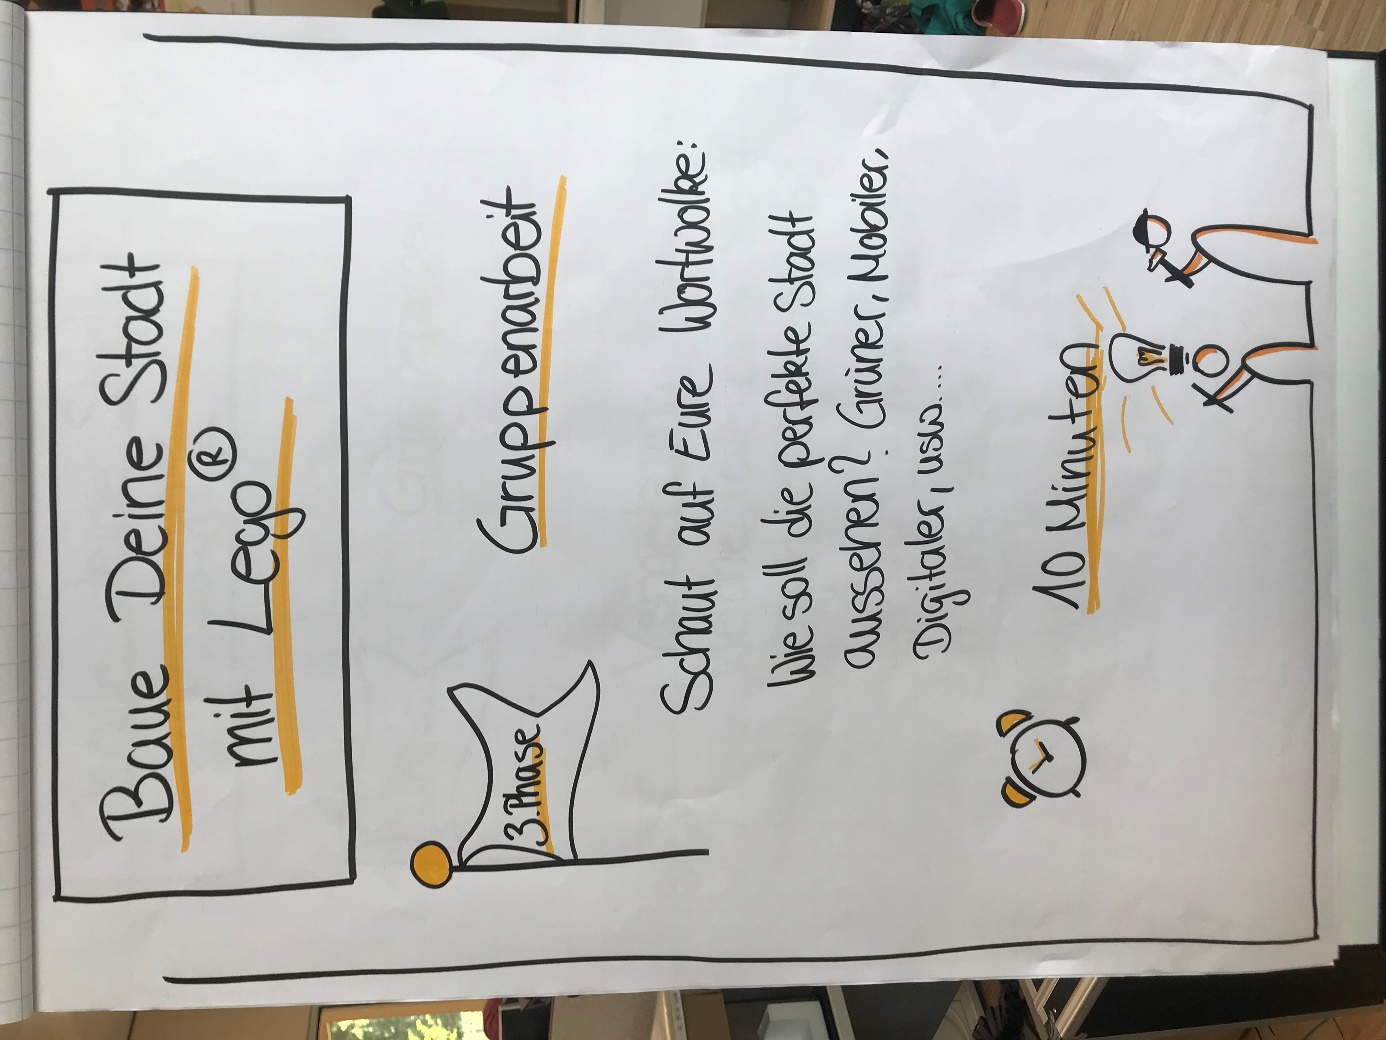 Baue Deine Stadt
mit Lego®
3. Phase
Gruppenarbeit
Schaut auf Eure Wortwolke:
Wie soll die perfekte Stadt
aussehen? Grüner, Mobiler,
Digitaler, usw....
10 Minuten